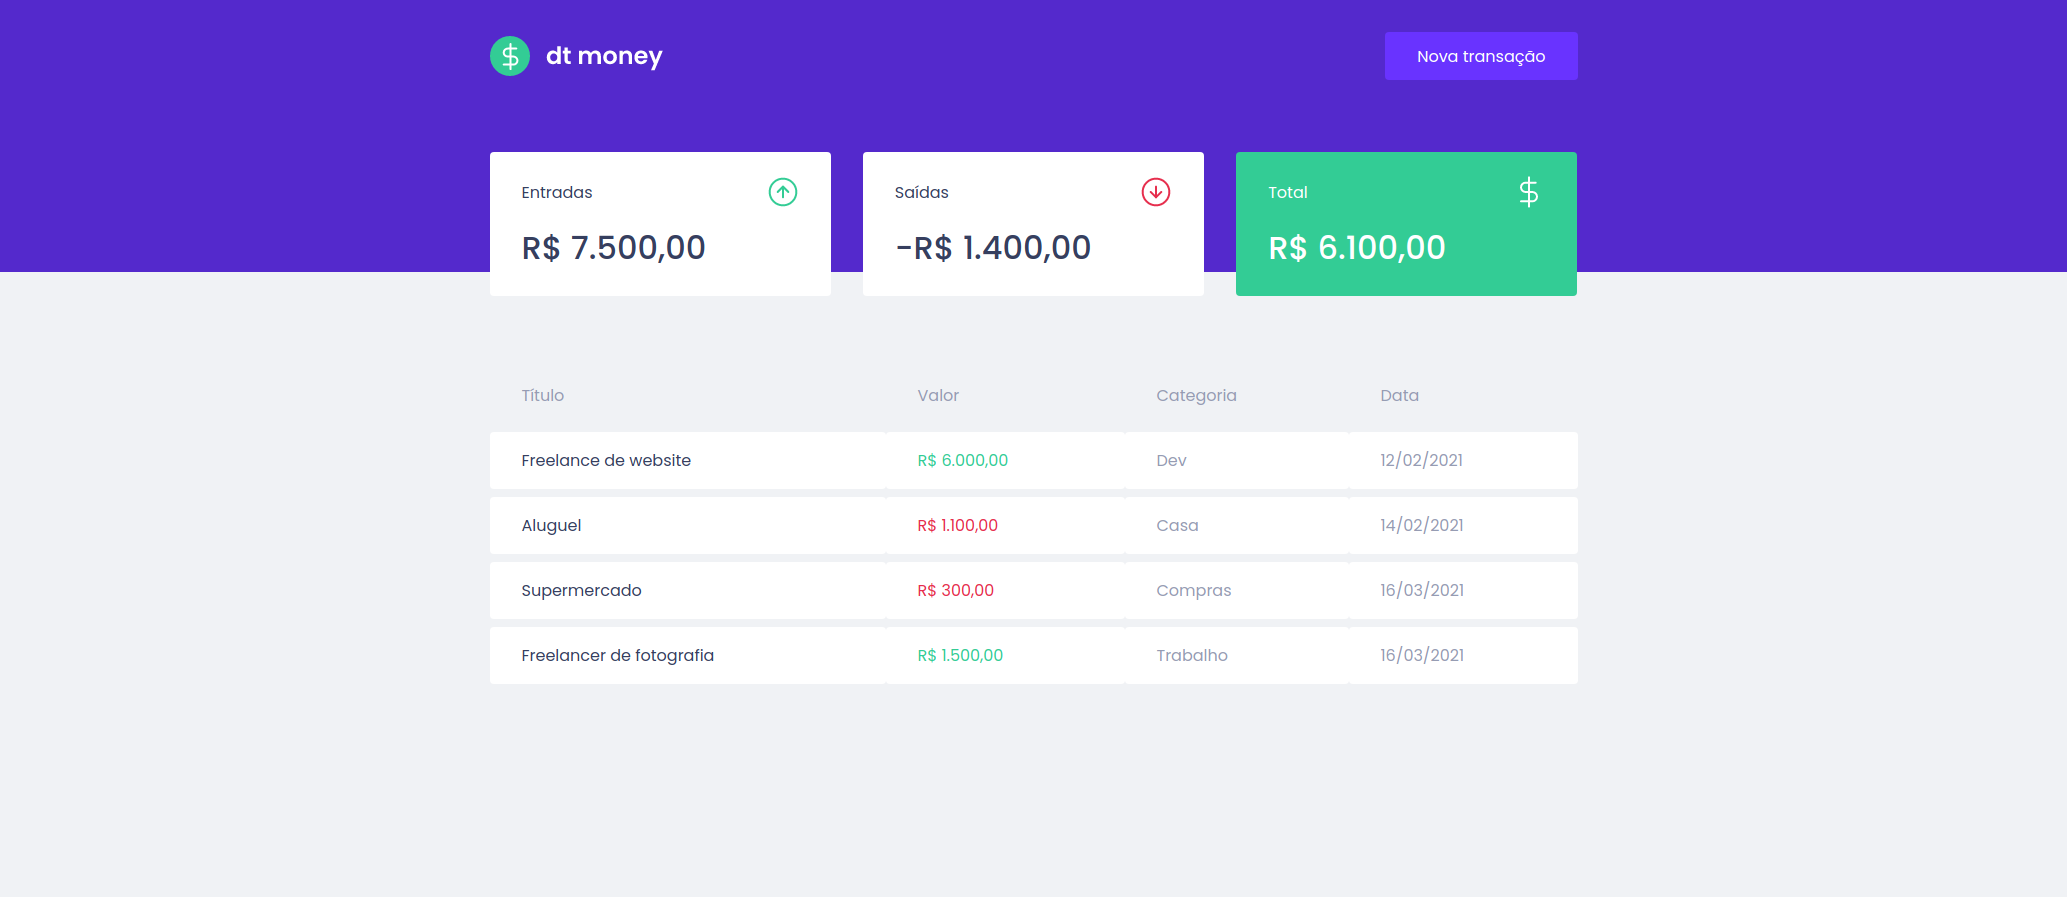 dt money
Nova transação
Entradas
R$ 7.500,00
Saídas
-R$ 1.400,00
Total
R$ 6.100,00
Título Valor Categoria Data
Freelance de website R$ 6.000,00 Dev 12/02/2021
Aluguel R$ 1.100,00 Casa 14/02/2021
Supermercado R$ 300,00 Compras 16/03/2021
Freelancer de fotografia R$ 1.500,00 Trabalho 16/03/2021